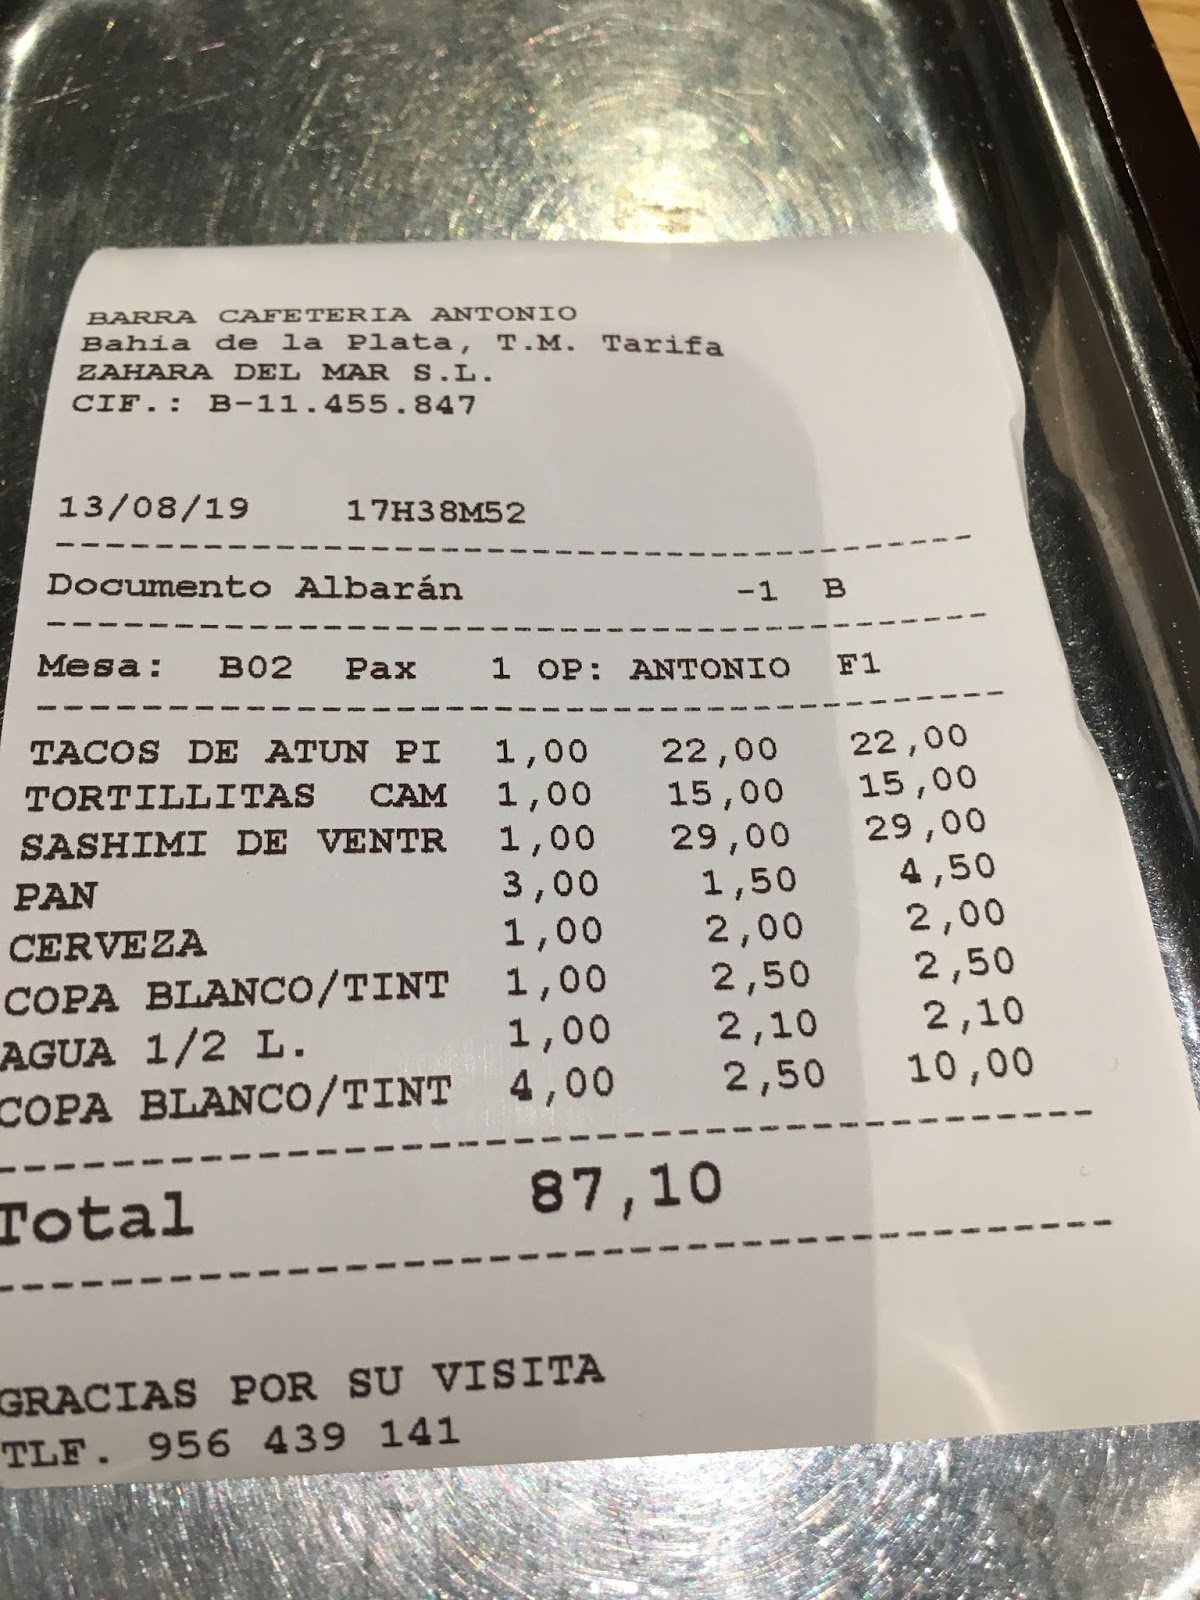 BARRA CAFETERIA ANTONIO
Bahia de la Plata, T.M. Tarifa
ZAHARA DEL MAR S.L.
CIF.: B-11.455.847
13/08/19 17H38M52
Documento Albarán -1 B
Mesa: B02 Pax 1 OP: ANTONIO F1
TACOS DE ATUN PI 1,00 22,00 22,00
TORTILLITAS CAM 1,00 15,00 15,00
SASHIMI DE VENTR 1,00 29,00 29,00
PAN 3,00 1,50 4,50
CERVEZA 1,00 2,00 2,00
COPA BLANCO/TINT 1,00 2,50 2,50
AGUA 1/2 L. 1,00 2,10 2,10
COPA BLANCO/TINT 4,00 2,50 10,00
Total 87,10
GRACIAS POR SU VISITA
TLF. 956 439 141